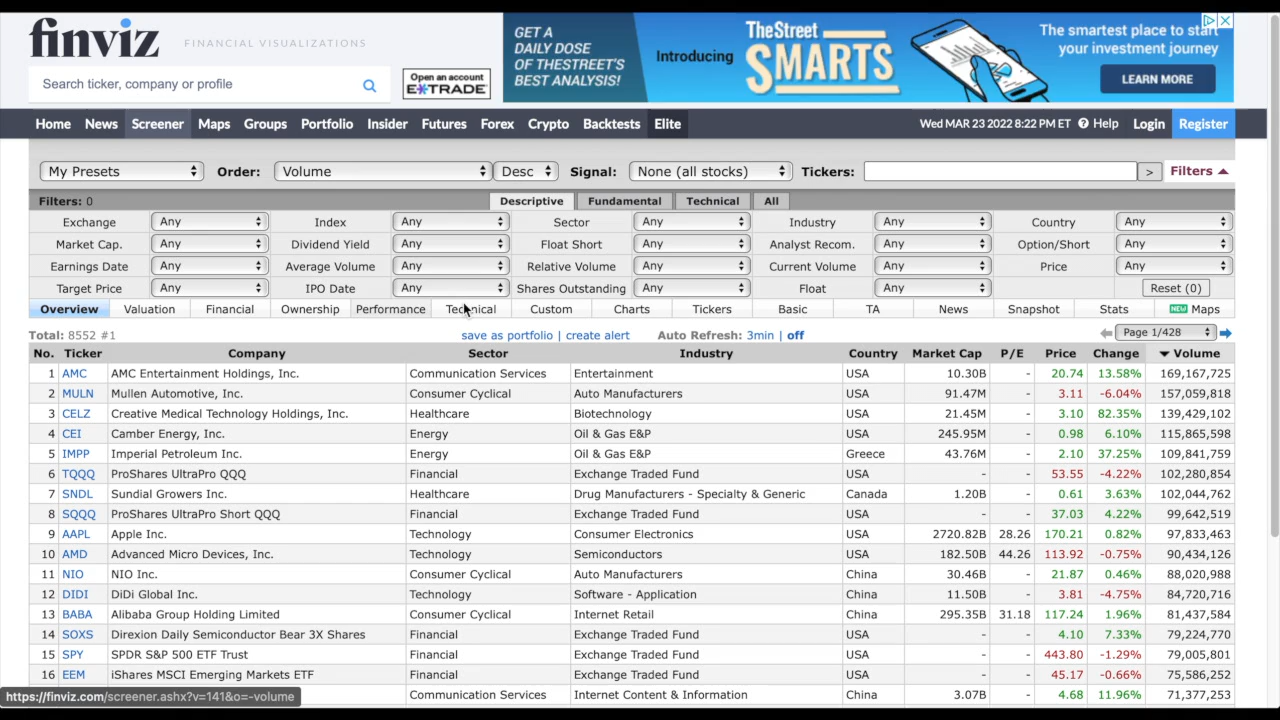 finviz FINANCIAL VISUALIZATIONS
Search ticker, company or profile
Open an account
E*TRADE
GET A
DAILY DOSE
OF THESTREET'S
BEST ANALYSIS!
Introducing
TheStreet
SMARTS
The smartest place to start
your investment journey
LEARN MORE
Home News Screener Maps Groups Portfolio Insider Futures Forex Crypto Backtests Elite Wed MAR 23 2022 8:22 PM ET Help Login Register
My Presets Order: Volume Desc Signal: None (all stocks) Tickers: > Filters
Filters: 0 Descriptive Fundamental Technical All
Exchange Any Index Any Sector Any Industry Any Country Any
Market Cap. Any Dividend Yield Any Float Short Any Analyst Recom. Any Option/Short Any
Earnings Date Any Average Volume Any Relative Volume Any Current Volume Any Price Any
Target Price Any IPO Date Any Shares Outstanding Any Float Any Reset (0)
Overview Valuation Financial Ownership Performance Technical Custom Charts Tickers Basic TA News Snapshot Stats NEW Maps
Total: 8552 #1 save as portfolio | create alert Auto Refresh: 3min | off Page 1/428
No. Ticker Company Sector Industry Country Market Cap P/E Price Change Volume
1 AMC AMC Entertainment Holdings, Inc. Communication Services Entertainment USA 10.30B - 20.74 13.58% 169,167,725
2 MULN Mullen Automotive, Inc. Consumer Cyclical Auto Manufacturers USA 91.47M - 3.11 -6.04% 157,059,818
3 CELZ Creative Medical Technology Holdings, Inc. Healthcare Biotechnology USA 21.45M - 3.10 82.35% 139,429,102
4 CEI Camber Energy, Inc. Energy Oil & Gas E&P USA 245.95M - 0.98 6.10% 115,865,598
5 IMPP Imperial Petroleum Inc. Energy Oil & Gas E&P Greece 43.76M - 2.10 37.25% 109,841,759
6 TQQQ ProShares UltraPro QQQ Financial Exchange Traded Fund USA - - 53.55 -4.22% 102,280,854
7 SNDL Sundial Growers Inc. Healthcare Drug Manufacturers - Specialty & Generic Canada 1.20B - 0.61 3.63% 102,044,762
8 SQQQ ProShares UltraPro Short QQQ Financial Exchange Traded Fund USA - - 37.03 4.22% 99,642,519
9 AAPL Apple Inc. Technology Consumer Electronics USA 2720.82B 28.26 170.21 0.82% 97,833,463
10 AMD Advanced Micro Devices, Inc. Technology Semiconductors USA 182.50B 44.26 113.92 -0.75% 90,434,126
11 NIO NIO Inc. Consumer Cyclical Auto Manufacturers China 30.46B - 21.87 0.46% 88,020,988
12 DIDI DiDi Global Inc. Technology Software - Application China 11.50B - 3.81 -4.75% 84,720,716
13 BABA Alibaba Group Holding Limited Consumer Cyclical Internet Retail China 295.35B 31.18 117.24 1.96% 81,437,584
14 SOXS Direxion Daily Semiconductor Bear 3X Shares Financial Exchange Traded Fund USA - - 4.10 7.33% 79,224,770
15 SPY SPDR S&P 500 ETF Trust Financial Exchange Traded Fund USA - - 443.80 -1.29% 79,005,801
16 EEM iShares MSCI Emerging Markets ETF Financial Exchange Traded Fund USA - - 45.17 -0.66% 75,586,252
https://finviz.com/screener.ashx?v=141&o=-volume Communication Services Internet Content & Information China 3.07B - 4.68 11.96% 71,377,253